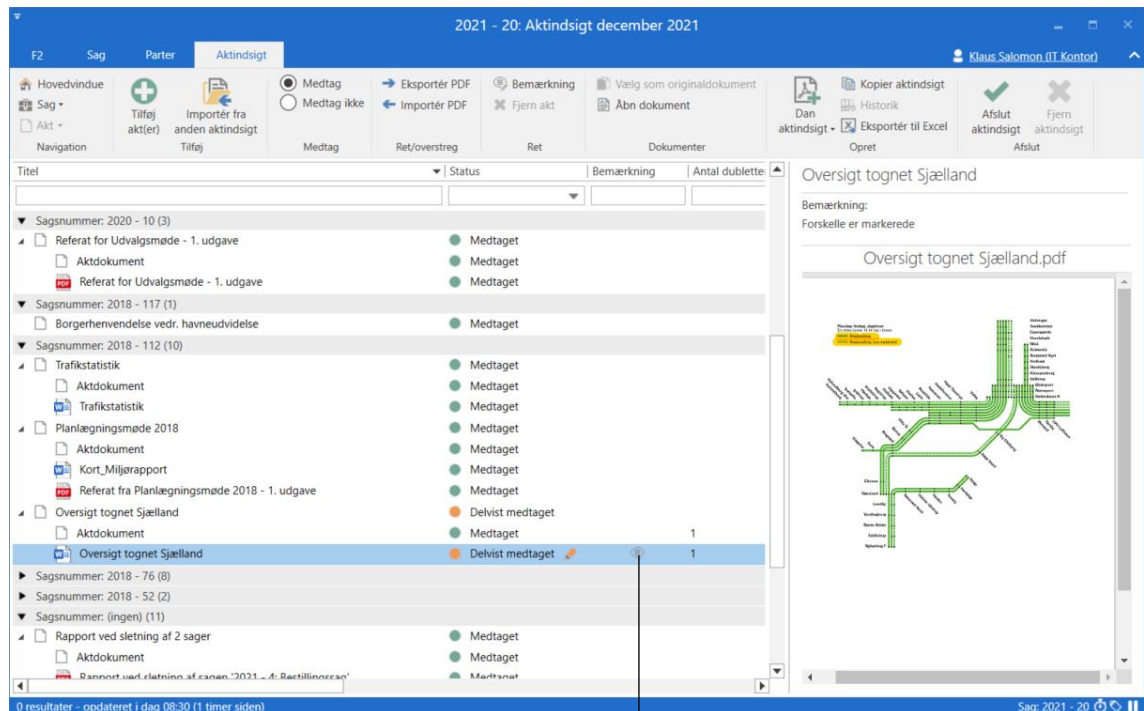 2021 - 20: Aktindsigt december 2021
F2 Sag Parter Aktindsigt Klaus Salomon (IT Kontor)
Hovedvindue
Sag
Akt
Navigation
Tilføj akt(er)
Importér fra anden aktindsigt
Tilføj
Medtag
Medtag ikke
Medtag
Eksportér PDF
Importér PDF
Ret/overstreg
Bemærkning
Fjern akt
Ret
Vælg som originaldokument
Åbn dokument
Dokumenter
Dan aktindsigt
Kopier aktindsigt
Historik
Eksportér til Excel
Opret
Afslut aktindsigt
Fjern aktindsigt
Afslut
Titel Status Bemærkning Antal dublette
Sagsnummer: 2020 - 10 (3)
Referat for Udvalgsmøde - 1. udgave Medtaget
Aktdokument Medtaget
Referat for Udvalgsmøde - 1. udgave Medtaget
Sagsnummer: 2018 - 117 (1)
Borgerhenvendelse vedr. havneudvidelse Medtaget
Sagsnummer: 2018 - 112 (10)
Trafikstatistik Medtaget
Aktdokument Medtaget
Trafikstatistik Medtaget
Planlægningsmøde 2018 Medtaget
Aktdokument Medtaget
Kort_Miljørapport Medtaget
Referat fra Planlægningsmøde 2018 - 1. udgave Medtaget
Oversigt tognet Sjælland Delvist medtaget
Aktdokument Medtaget 1
Oversigt tognet Sjælland Delvist medtaget 1
Sagsnummer: 2018 - 76 (8)
Sagsnummer: 2018 - 52 (2)
Sagsnummer: (ingen) (11)
Rapport ved sletning af 2 sager Medtaget
Aktdokument Medtaget
Rapport ved sletning af sagen '2021 - 4: Bestillingssag' Medtaget
Oversigt tognet Sjælland
Bemærkning:
Forskelle er markerede
Oversigt tognet Sjælland.pdf
0 resultater - opdateret i dag 08:30 (1 timer siden) Sag: 2021 - 20